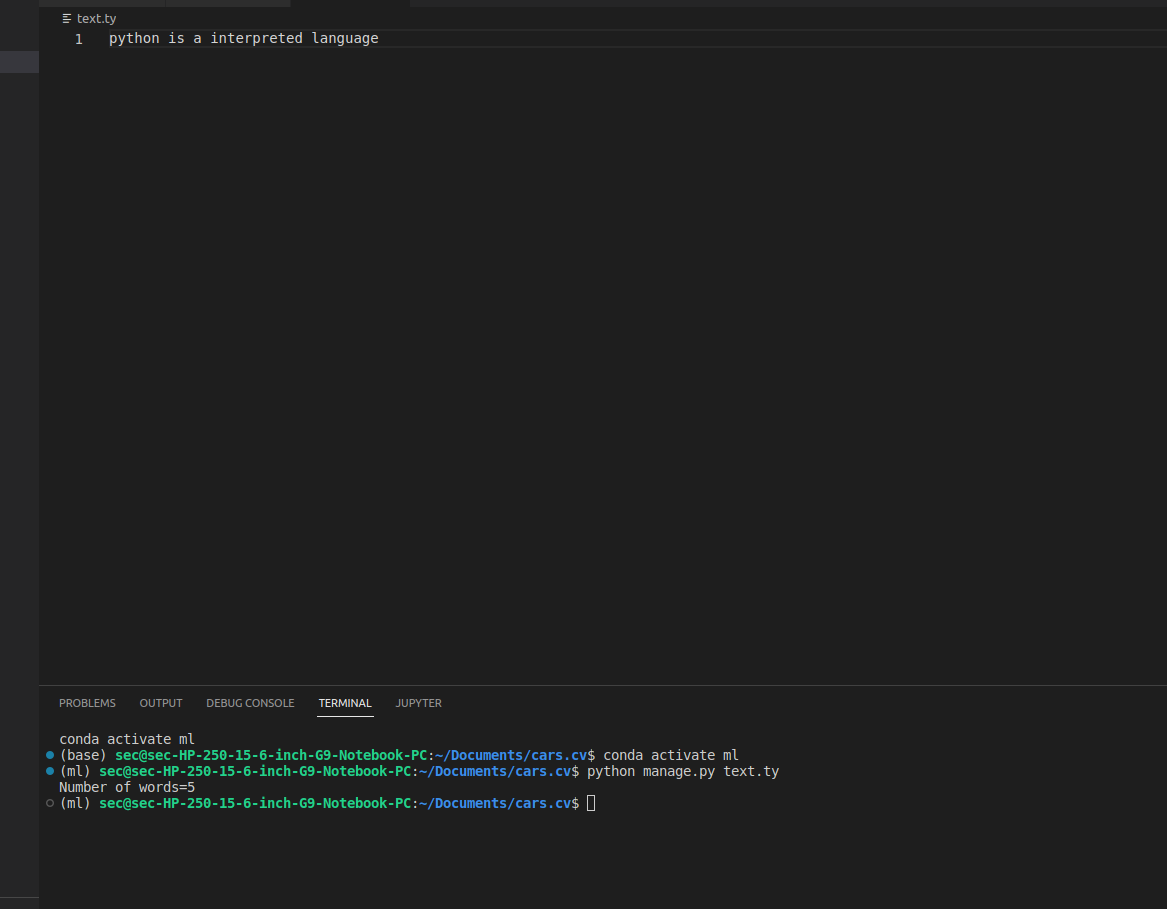 text.ty
1 python is a interpreted language
PROBLEMS OUTPUT DEBUG CONSOLE TERMINAL JUPYTER
conda activate ml
(base) sec@sec-HP-250-15-6-inch-G9-Notebook-PC:~/Documents/cars.cv$ conda activate ml
(ml) sec@sec-HP-250-15-6-inch-G9-Notebook-PC:~/Documents/cars.cv$ python manage.py text.ty
Number of words=5
(ml) sec@sec-HP-250-15-6-inch-G9-Notebook-PC:~/Documents/cars.cv$